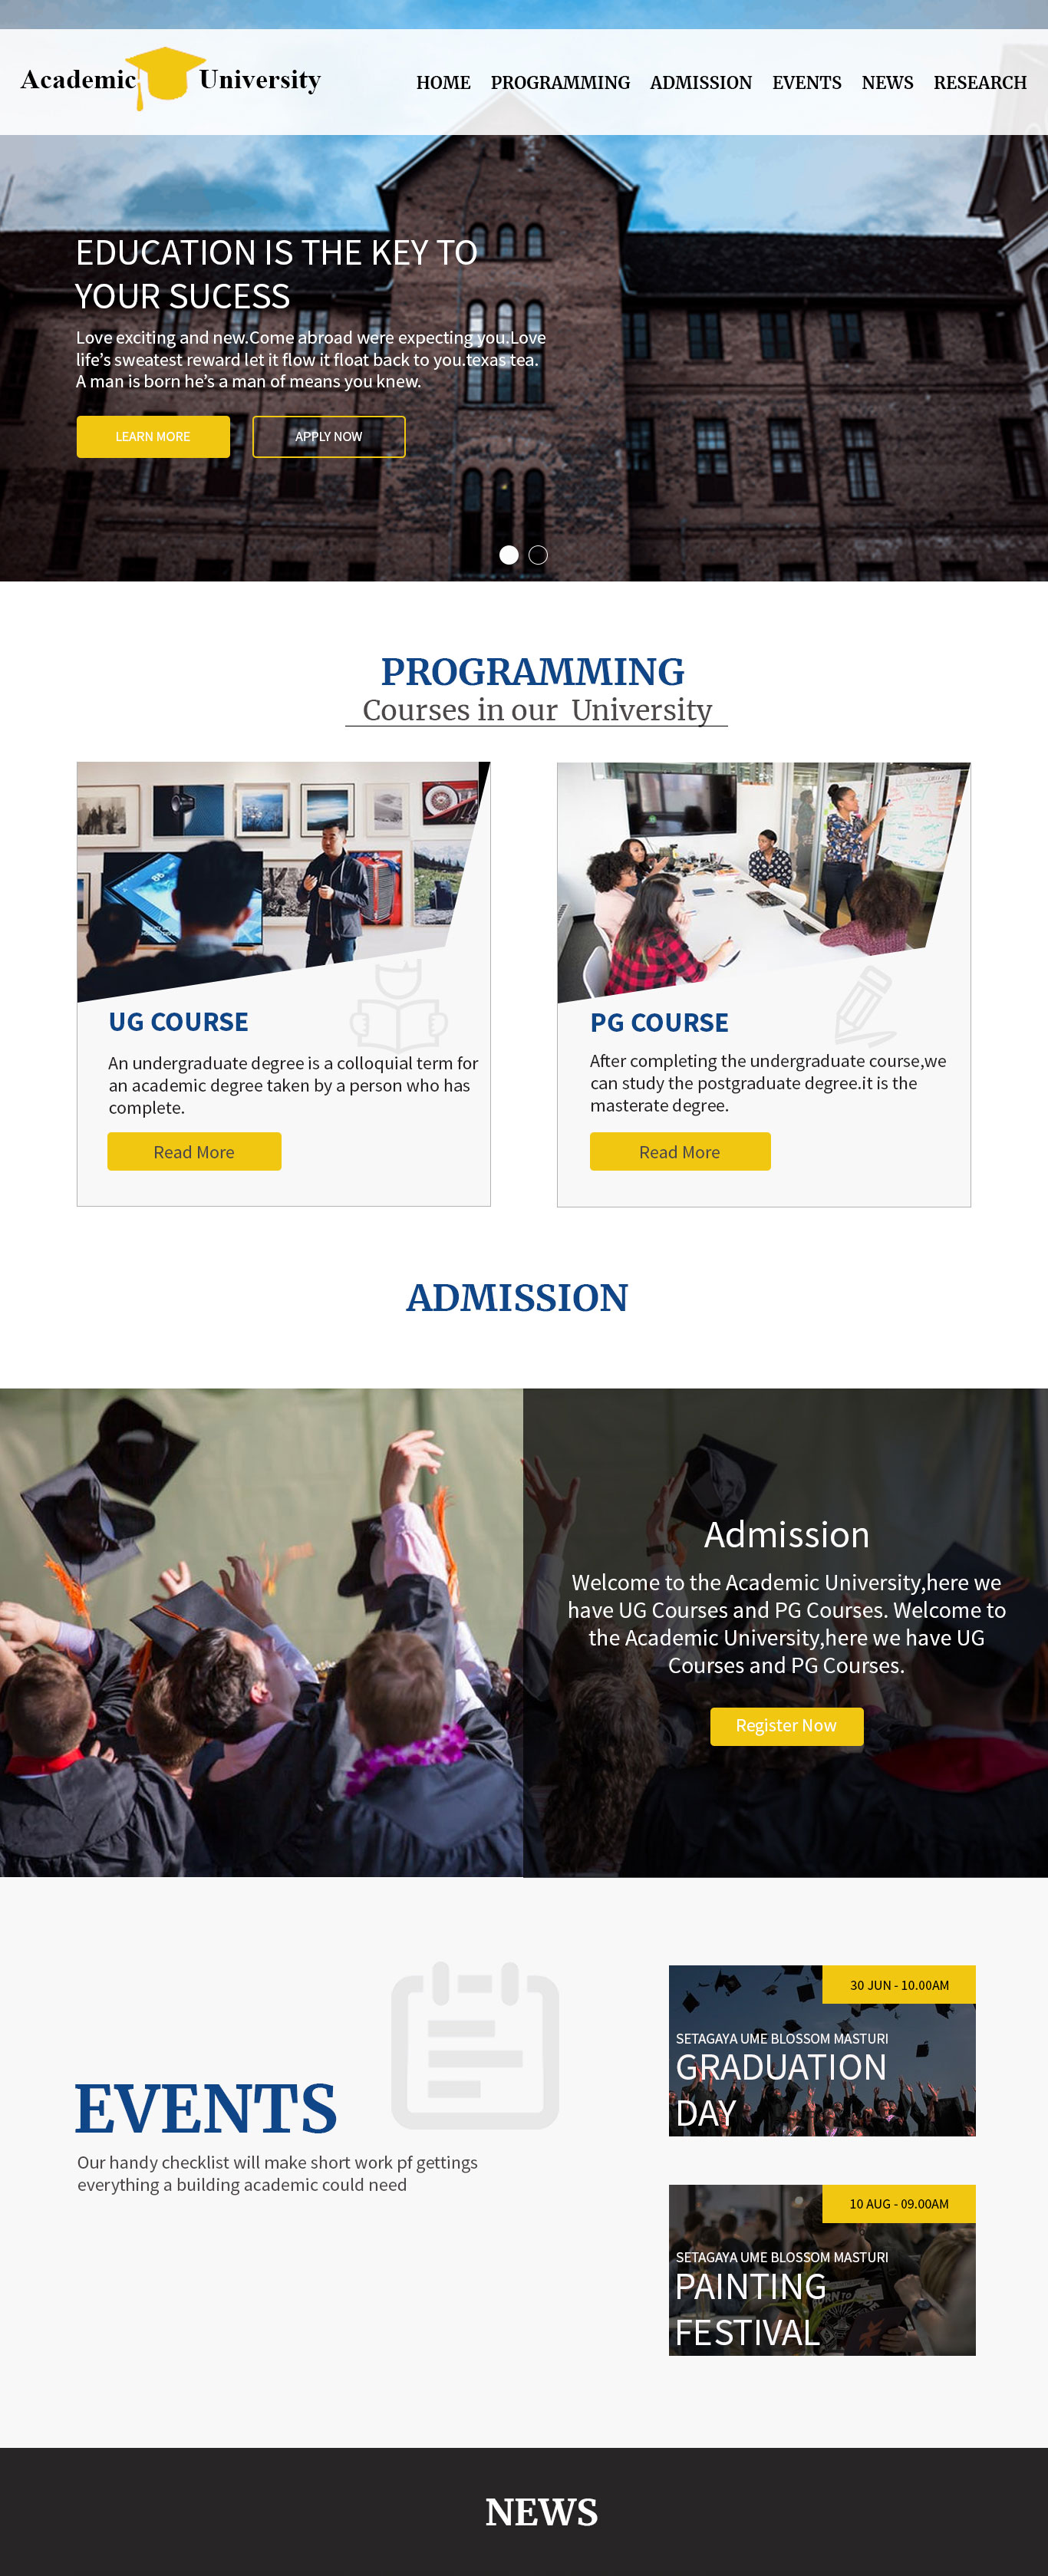 Academic University
HOME PROGRAMMING ADMISSION EVENTS NEWS RESEARCH
EDUCATION IS THE KEY TO
YOUR SUCESS
Love exciting and new.Come abroad were expecting you.Love
life's sweatest reward let it flow it float back to you.texas tea.
A man is born he's a man of means you knew.
LEARN MORE
APPLY NOW
PROGRAMMING
Courses in our University
UG COURSE
An undergraduate degree is a colloquial term for
an academic degree taken by a person who has
complete.
Read More
PG COURSE
After completing the undergraduate course,we
can study the postgraduate degree.it is the
masterate degree.
Read More
ADMISSION
Admission
Welcome to the Academic University,here we
have UG Courses and PG Courses. Welcome to
the Academic University,here we have UG
Courses and PG Courses.
Register Now
EVENTS
Our handy checklist will make short work pf gettings
everything a building academic could need
30 JUN - 10.00AM
SETAGAYA UME BLOSSOM MASTURI
GRADUATION
DAY
10 AUG - 09.00AM
SETAGAYA UME BLOSSOM MASTURI
PAINTING
FESTIVAL
NEWS